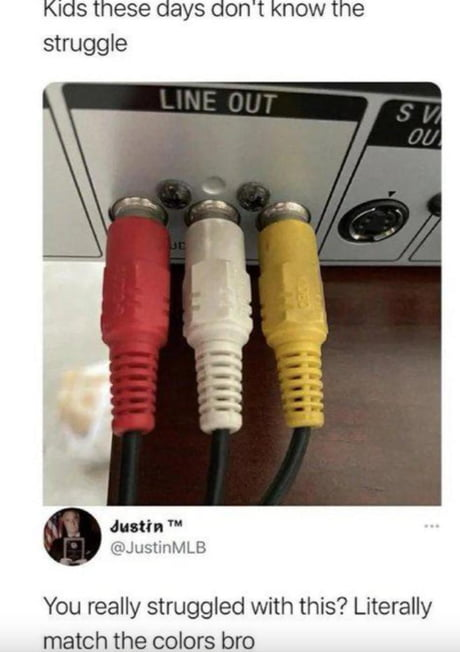 Kids these days don't know the
struggle
LINE OUT
S VI
OU
Justin ™
@JustinMLB
You really struggled with this? Literally
match the colors bro